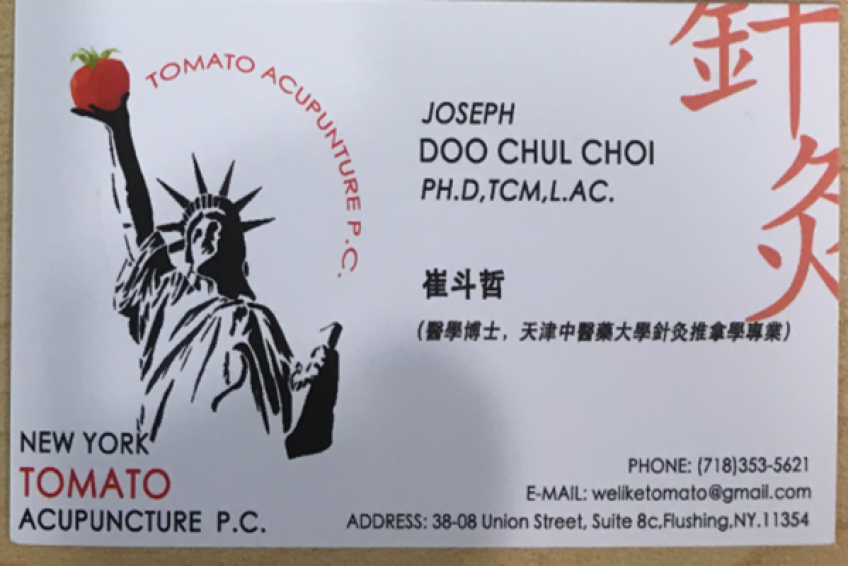 TOMATO ACUPUNTURE P.C.
針灸
JOSEPH
DOO CHUL CHOI
PH.D,TCM,L.AC.
崔斗哲
(醫學博士，天津中醫藥大學針灸推拿學專業)
NEW YORK
TOMATO
ACUPUNCTURE P.C.
PHONE: (718)353-5621
E-MAIL: weliketomato@gmail.com
ADDRESS: 38-08 Union Street, Suite 8c,Flushing,NY.11354